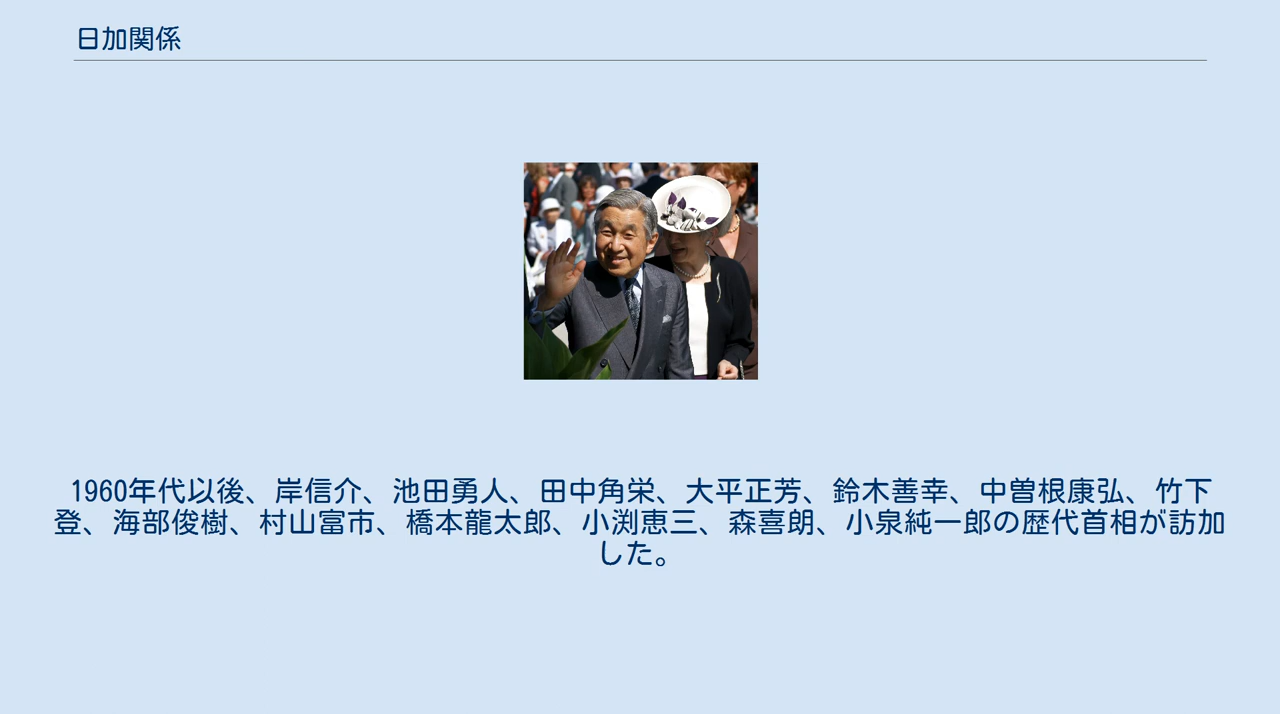 日加関係
1960年代以後、岸信介、池田勇人、田中角栄、大平正芳、鈴木善幸、中曽根康弘、竹下
登、海部俊樹、村山富市、橋本龍太郎、小渕恵三、森喜朗、小泉純一郎の歴代首相が訪加
した。